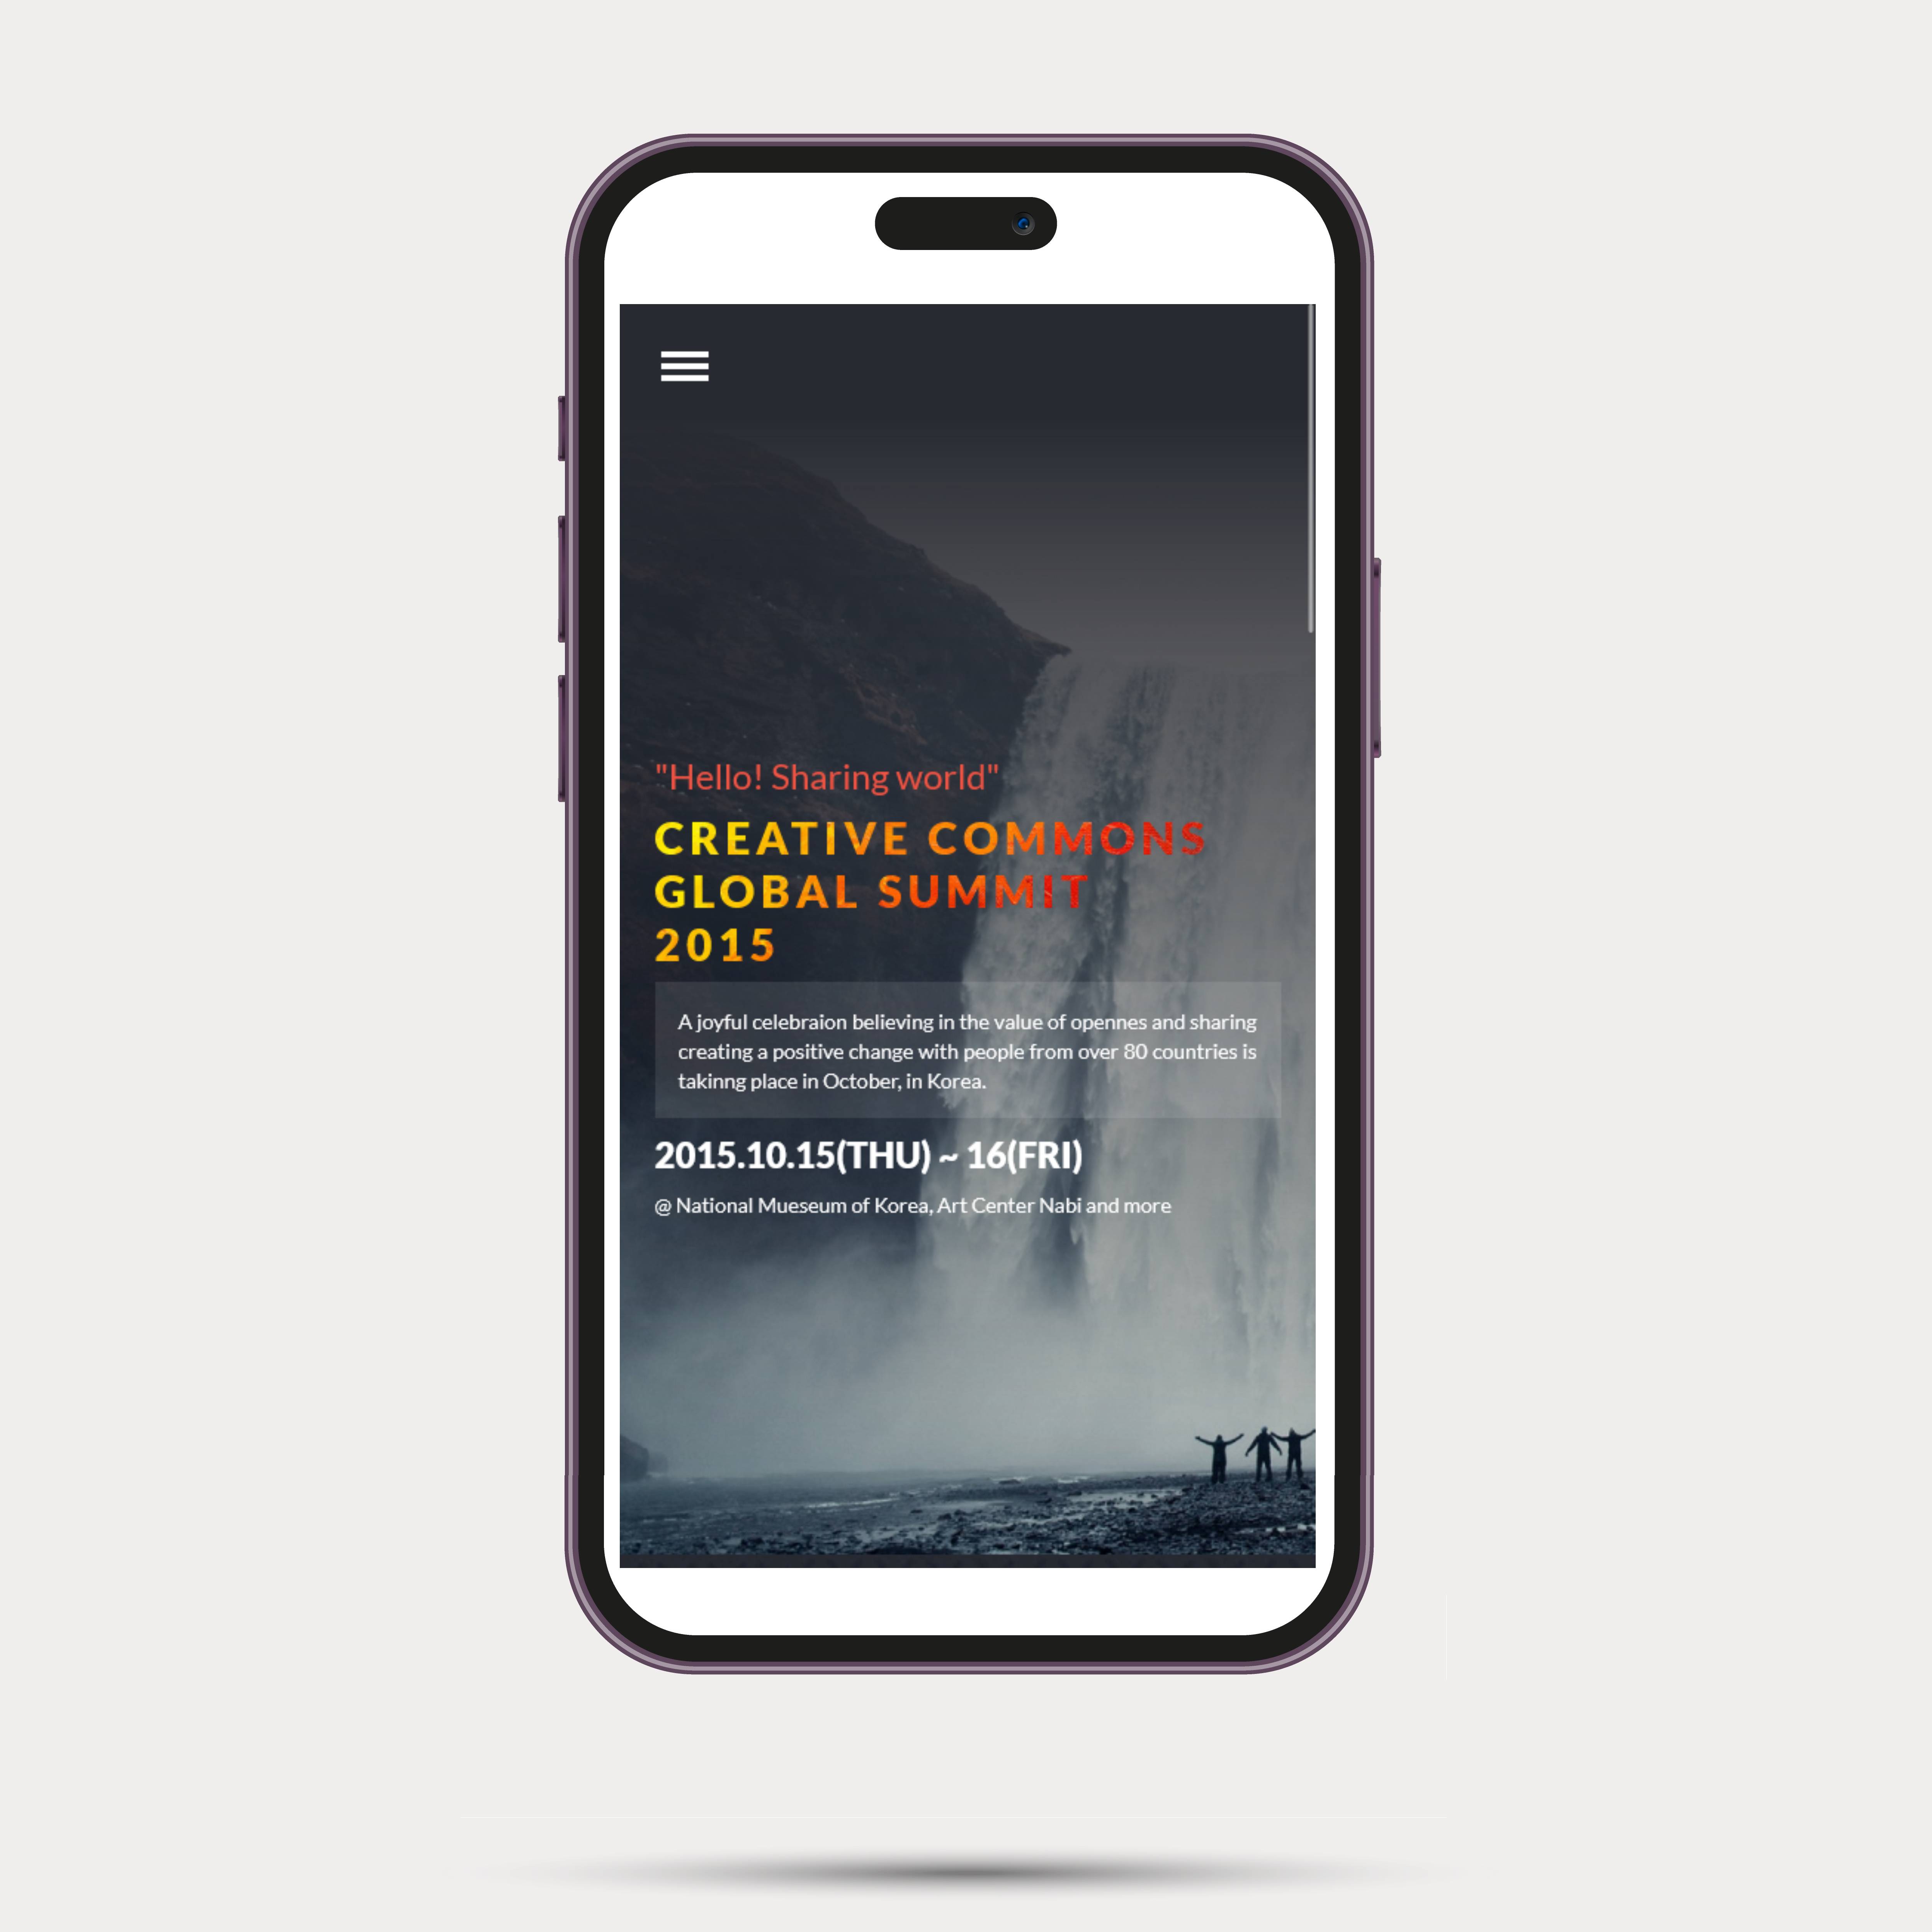 "Hello! Sharing world"
CREATIVE COMMONS
GLOBAL SUMMIT
2015
A joyful celebraion believing in the value of opennes and sharing
creating a positive change with people from over 80 countries is
takinng place in October, in Korea.
2015.10.15(THU) ~ 16(FRI)
@ National Mueseum of Korea, Art Center Nabi and more